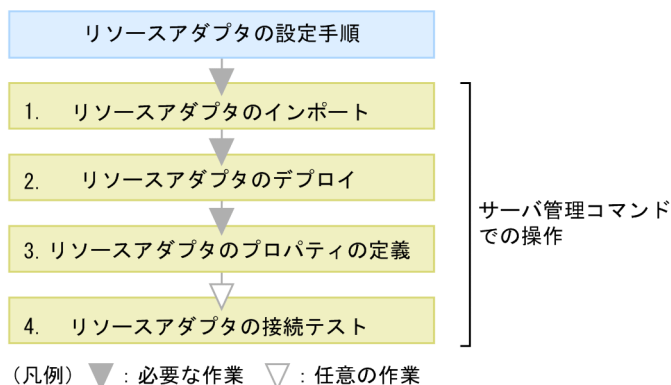 リソースアダプタの設定手順
1. リソースアダプタのインポート
2. リソースアダプタのデプロイ
3. リソースアダプタのプロパティの定義
4. リソースアダプタの接続テスト
サーバ管理コマンド
での操作
(凡例) ▼ : 必要な作業 ▽ : 任意の作業